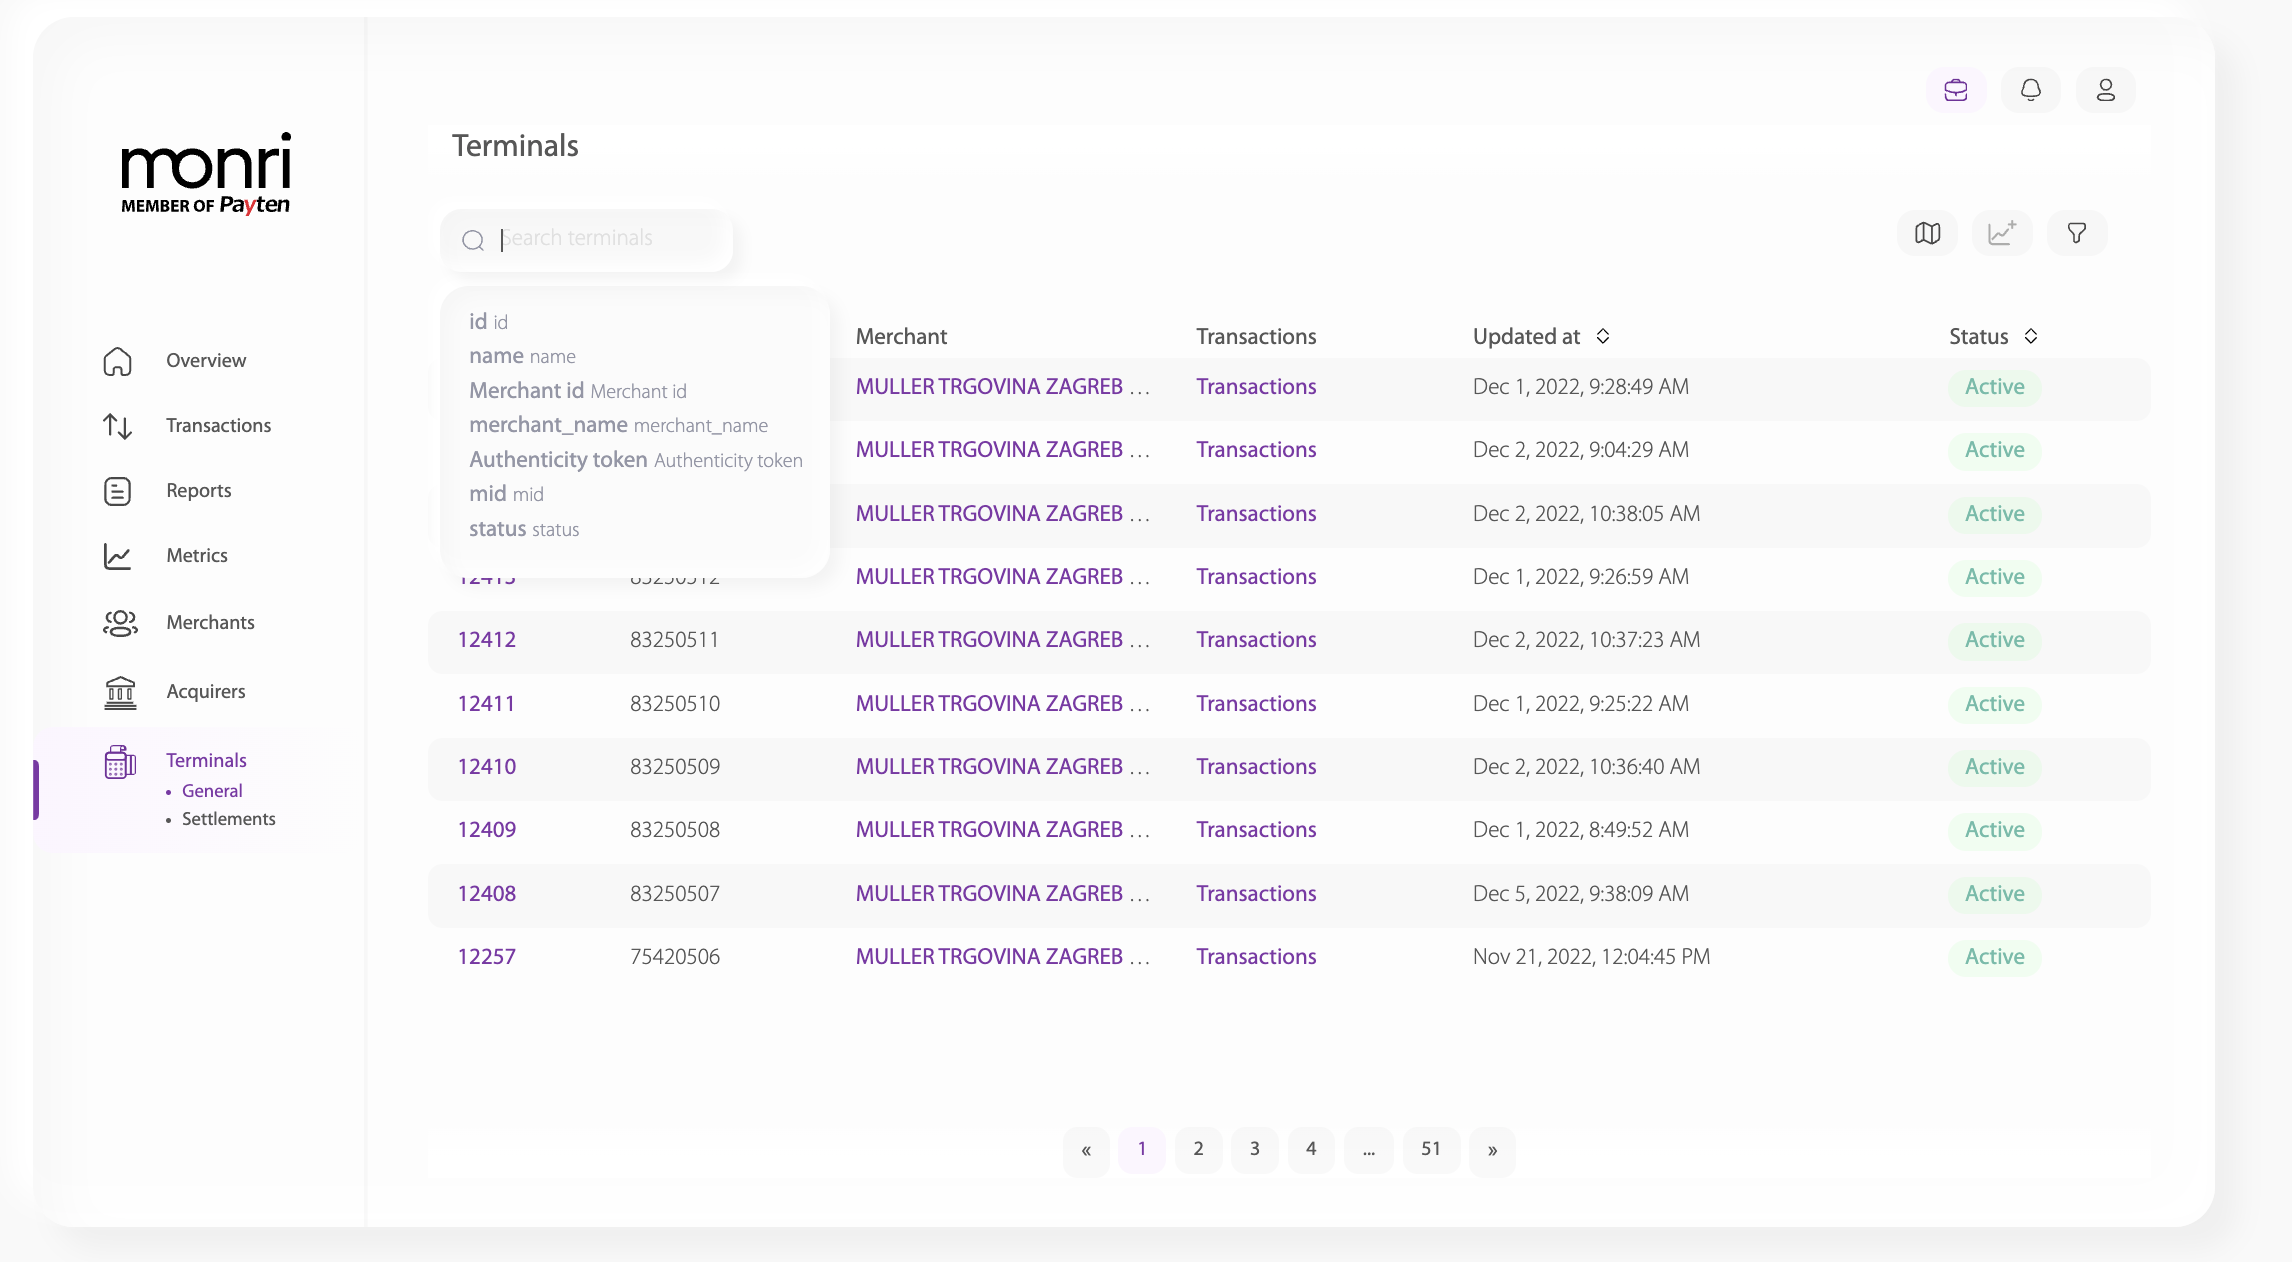 monri
MEMBER OF Payten
Overview
Transactions
Reports
Metrics
Merchants
Acquirers
Terminals
• General
• Settlements
Terminals
Search terminals
id id
name name
Merchant id Merchant id
merchant_name merchant_name
Authenticity token Authenticity token
mid mid
status status
Merchant Transactions Updated at Status
MULLER TRGOVINA ZAGREB ... Transactions Dec 1, 2022, 9:28:49 AM Active
MULLER TRGOVINA ZAGREB ... Transactions Dec 2, 2022, 9:04:29 AM Active
MULLER TRGOVINA ZAGREB ... Transactions Dec 2, 2022, 10:38:05 AM Active
12413 83250512 MULLER TRGOVINA ZAGREB ... Transactions Dec 1, 2022, 9:26:59 AM Active
12412 83250511 MULLER TRGOVINA ZAGREB ... Transactions Dec 2, 2022, 10:37:23 AM Active
12411 83250510 MULLER TRGOVINA ZAGREB ... Transactions Dec 1, 2022, 9:25:22 AM Active
12410 83250509 MULLER TRGOVINA ZAGREB ... Transactions Dec 2, 2022, 10:36:40 AM Active
12409 83250508 MULLER TRGOVINA ZAGREB ... Transactions Dec 1, 2022, 8:49:52 AM Active
12408 83250507 MULLER TRGOVINA ZAGREB ... Transactions Dec 5, 2022, 9:38:09 AM Active
12257 75420506 MULLER TRGOVINA ZAGREB ... Transactions Nov 21, 2022, 12:04:45 PM Active
« 1 2 3 4 ... 51 »